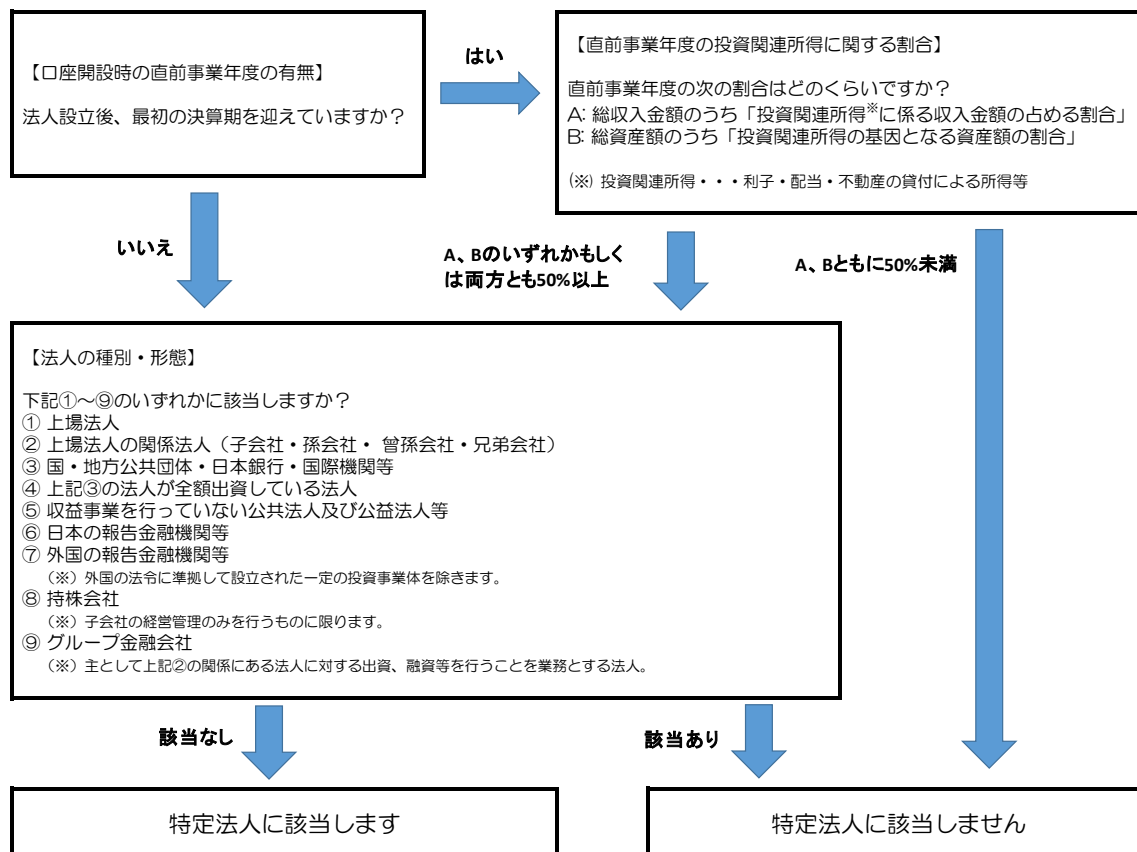 【口座開設時の直前事業年度の有無】
法人設立後、最初の決算期を迎えていますか？
はい
【直前事業年度の投資関連所得に関する割合】
直前事業年度の次の割合はどのくらいですか？
A: 総収入金額のうち「投資関連所得※に係る収入金額の占める割合」
B: 総資産額のうち「投資関連所得の基因となる資産額の割合」
(※) 投資関連所得・・・利子・配当・不動産の貸付による所得等
いいえ
A、Bのいずれかもしく
は両方とも50%以上
A、Bともに50%未満
【法人の種別・形態】
下記①～⑨のいずれかに該当しますか？
① 上場法人
② 上場法人の関係法人（子会社・孫会社・ 曾孫会社・兄弟会社）
③ 国・地方公共団体・日本銀行・国際機関等
④ 上記③の法人が全額出資している法人
⑤ 収益事業を行っていない公共法人及び公益法人等
⑥ 日本の報告金融機関等
⑦ 外国の報告金融機関等
（※）外国の法令に準拠して設立された一定の投資事業体を除きます。
⑧ 持株会社
（※）子会社の経営管理のみを行うものに限ります。
⑨ グループ金融会社
（※）主として上記②の関係にある法人に対する出資、融資等を行うことを業務とする法人。
該当なし
該当あり
特定法人に該当します
特定法人に該当しません